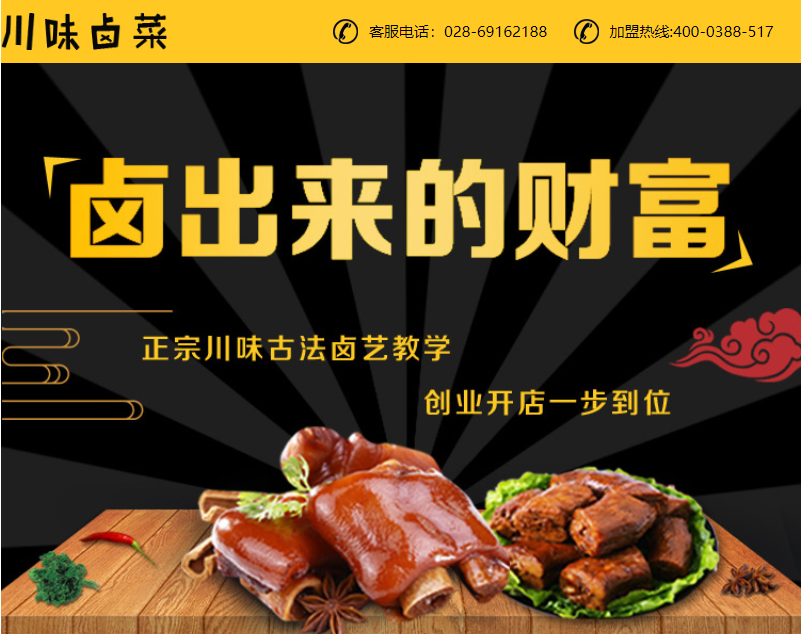 川味卤菜
客服电话：028-69162188
加盟热线:400-0388-517
卤出来的财富
正宗川味古法卤艺教学
创业开店一步到位